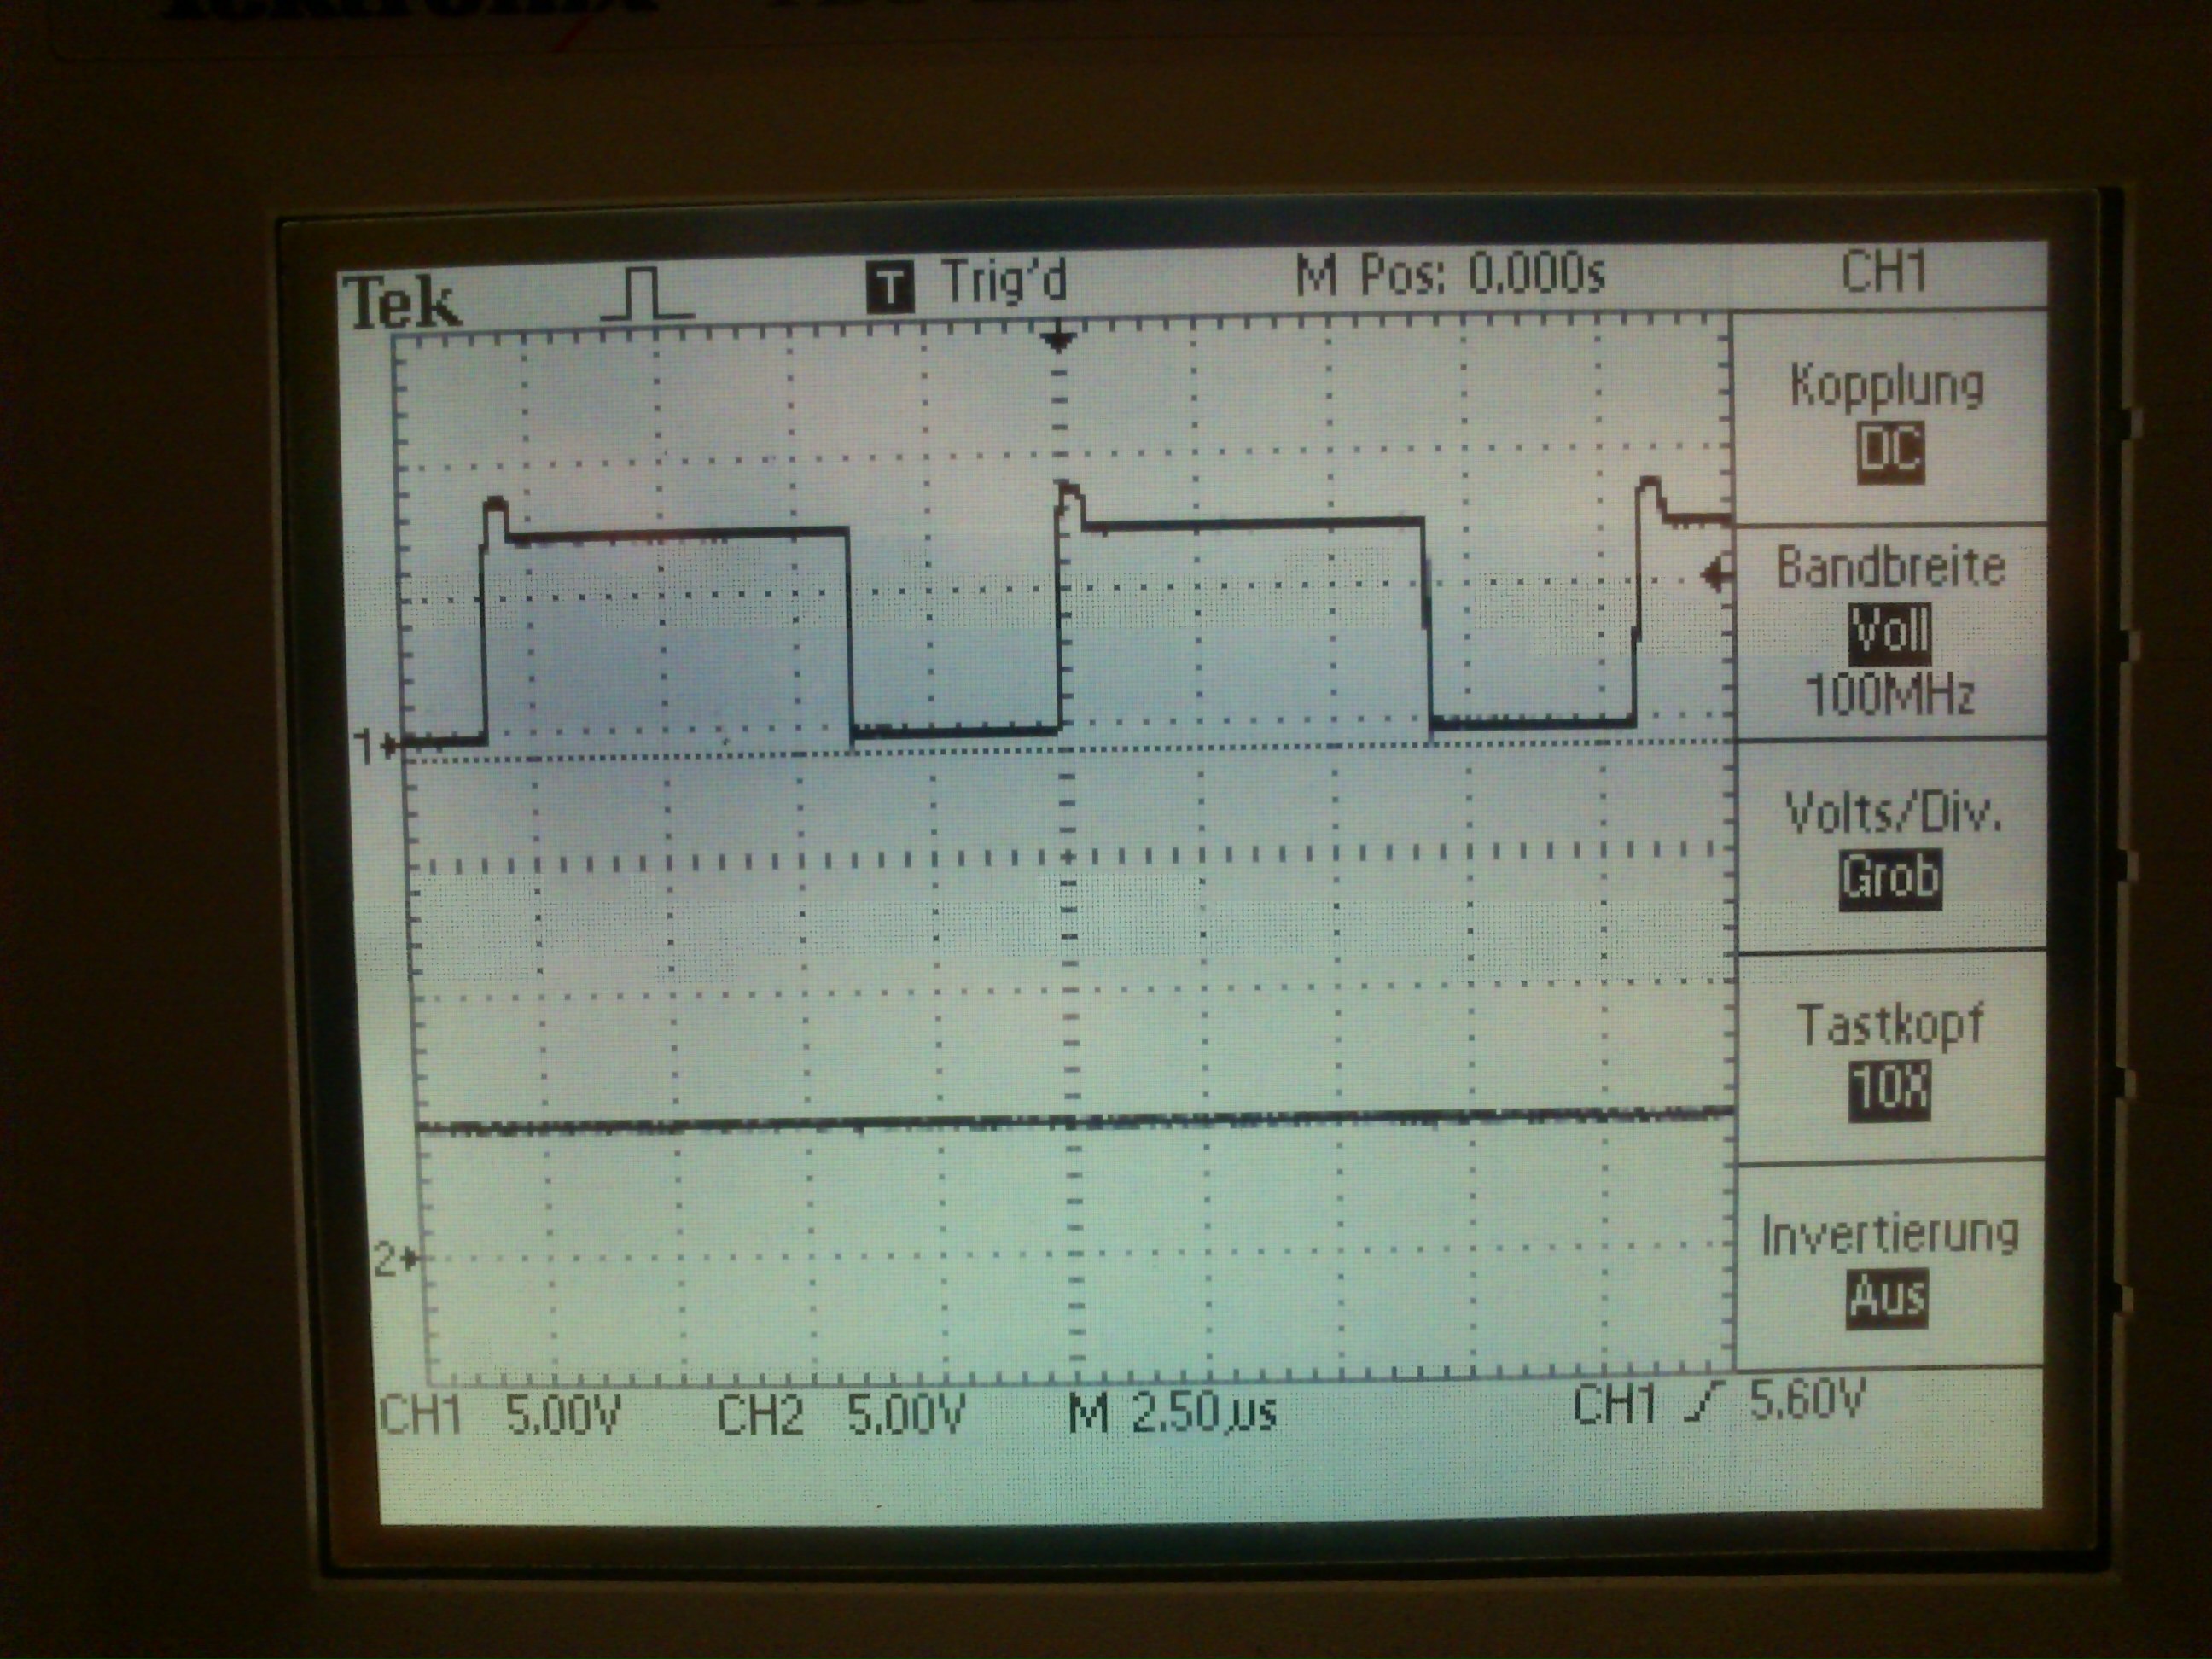 Tektronix
Tek T Trig'd M Pos: 0.000s CH1
Kopplung
DC
Bandbreite
Voll
100MHz
1
Volts/Div.
Grob
Tastkopf
10X
2
Invertierung
Aus
CH1 5.00V CH2 5.00V M 2.50µs CH1 5.60V